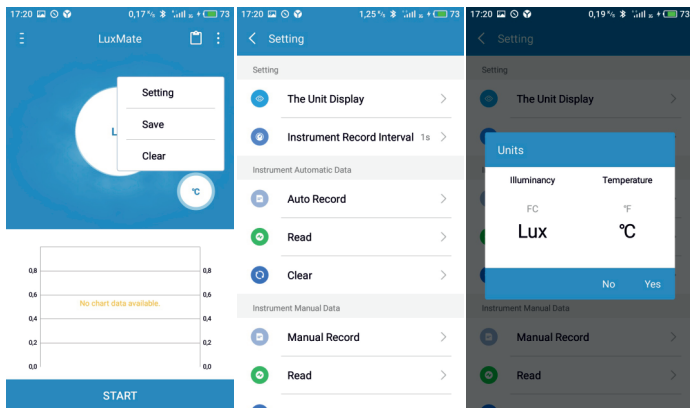 17:20 0,17 ᴷ/s 73
LuxMate
Setting
Save
Clear
L
°C
0,8 0,8
0,6 0,6
No chart data available.
0,4 0,4
0,2 0,2
0,0 0,0
START
17:20 1,25 ᴷ/s 73
Setting
Setting
The Unit Display
Instrument Record Interval 1s
Instrument Automatic Data
Auto Record
Read
Clear
Instrument Manual Data
Manual Record
Read
17:20 0,19 ᴷ/s 73
Setting
Setting
The Unit Display
Units
Illuminancy Temperature
FC °F
Lux °C
No Yes
Instrument Manual Data
Manual Record
Read